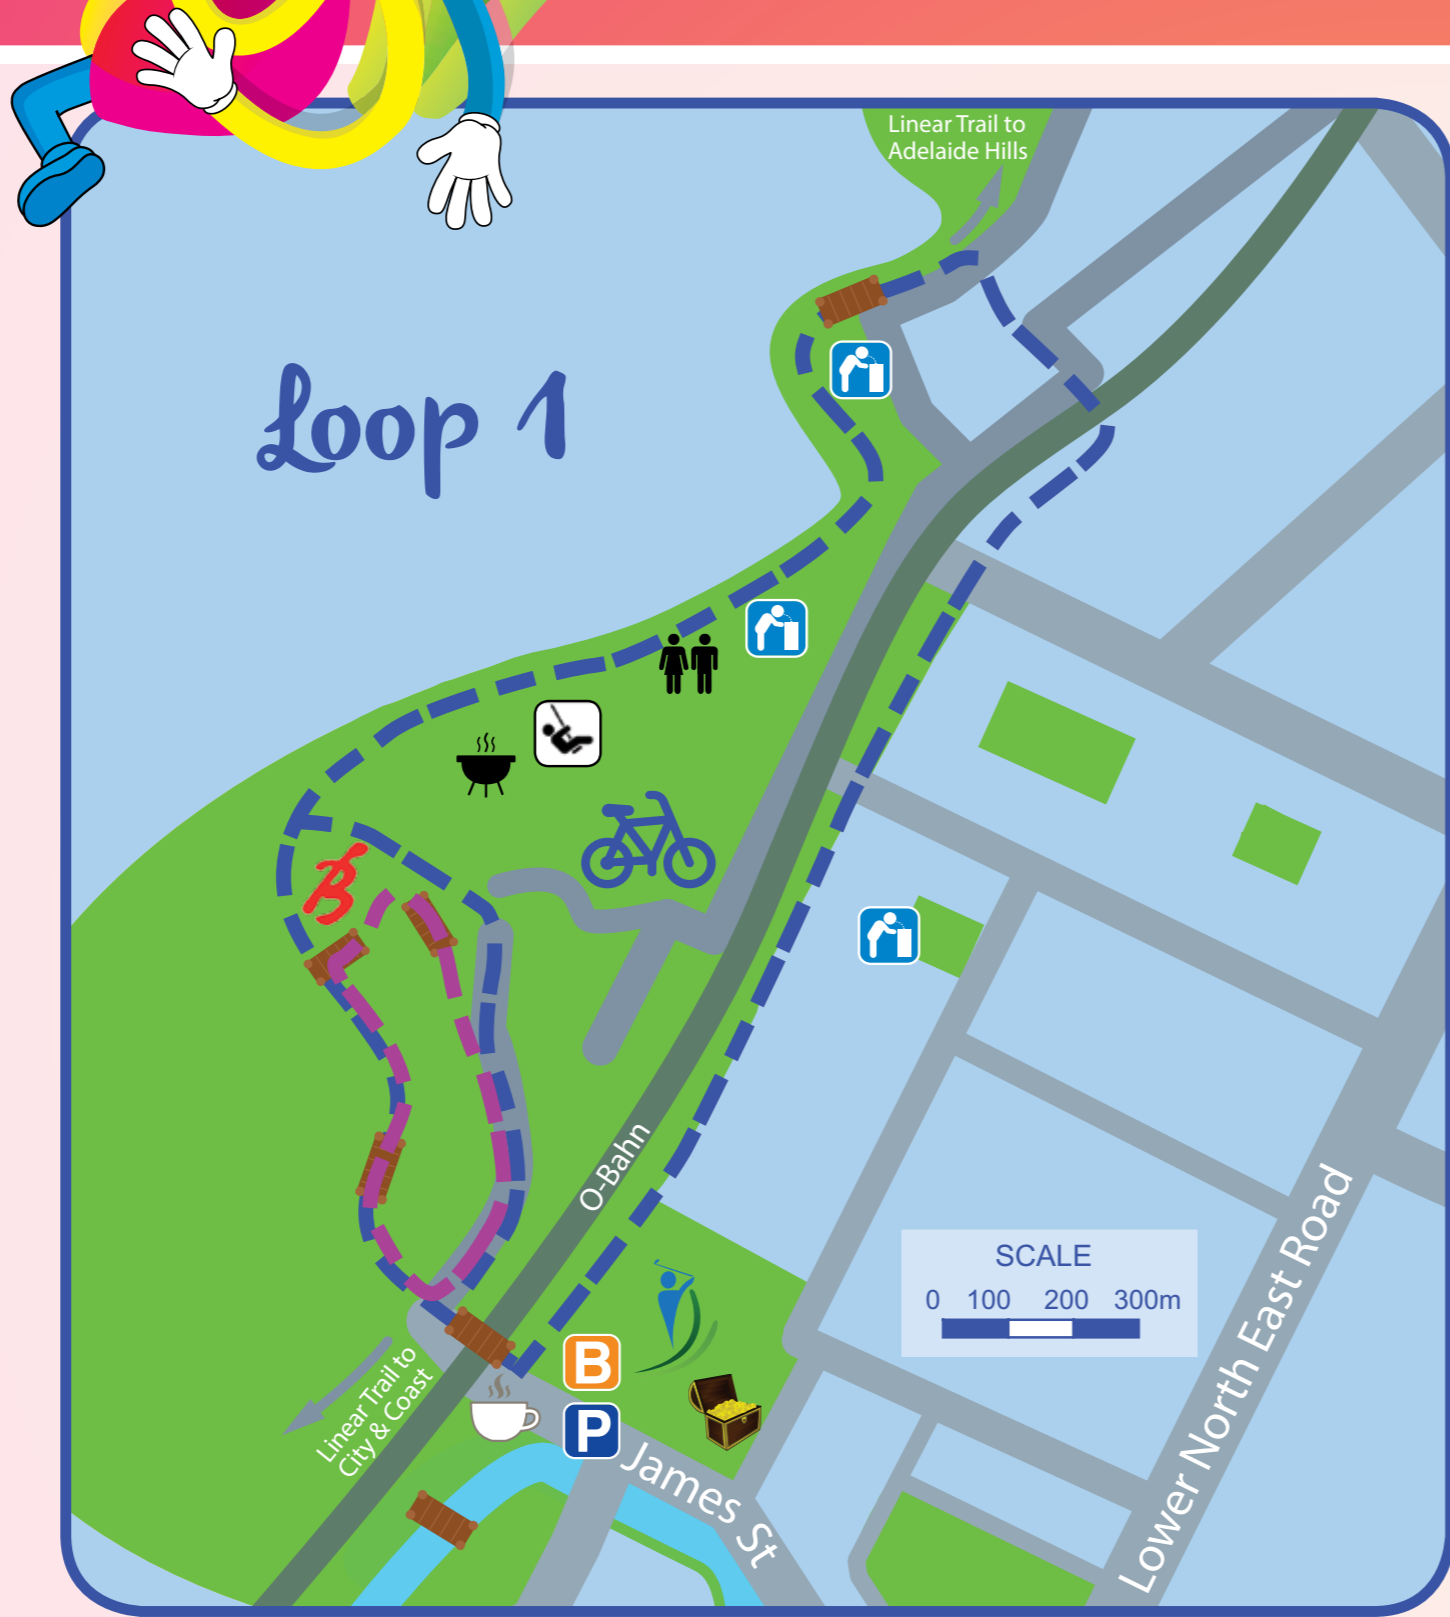 Linear Trail to
Adelaide Hills
Loop 1
B
O-Bahn
SCALE
0 100 200 300m
Lower North East Road
Linear Trail to
City & Coast
B
P
James St